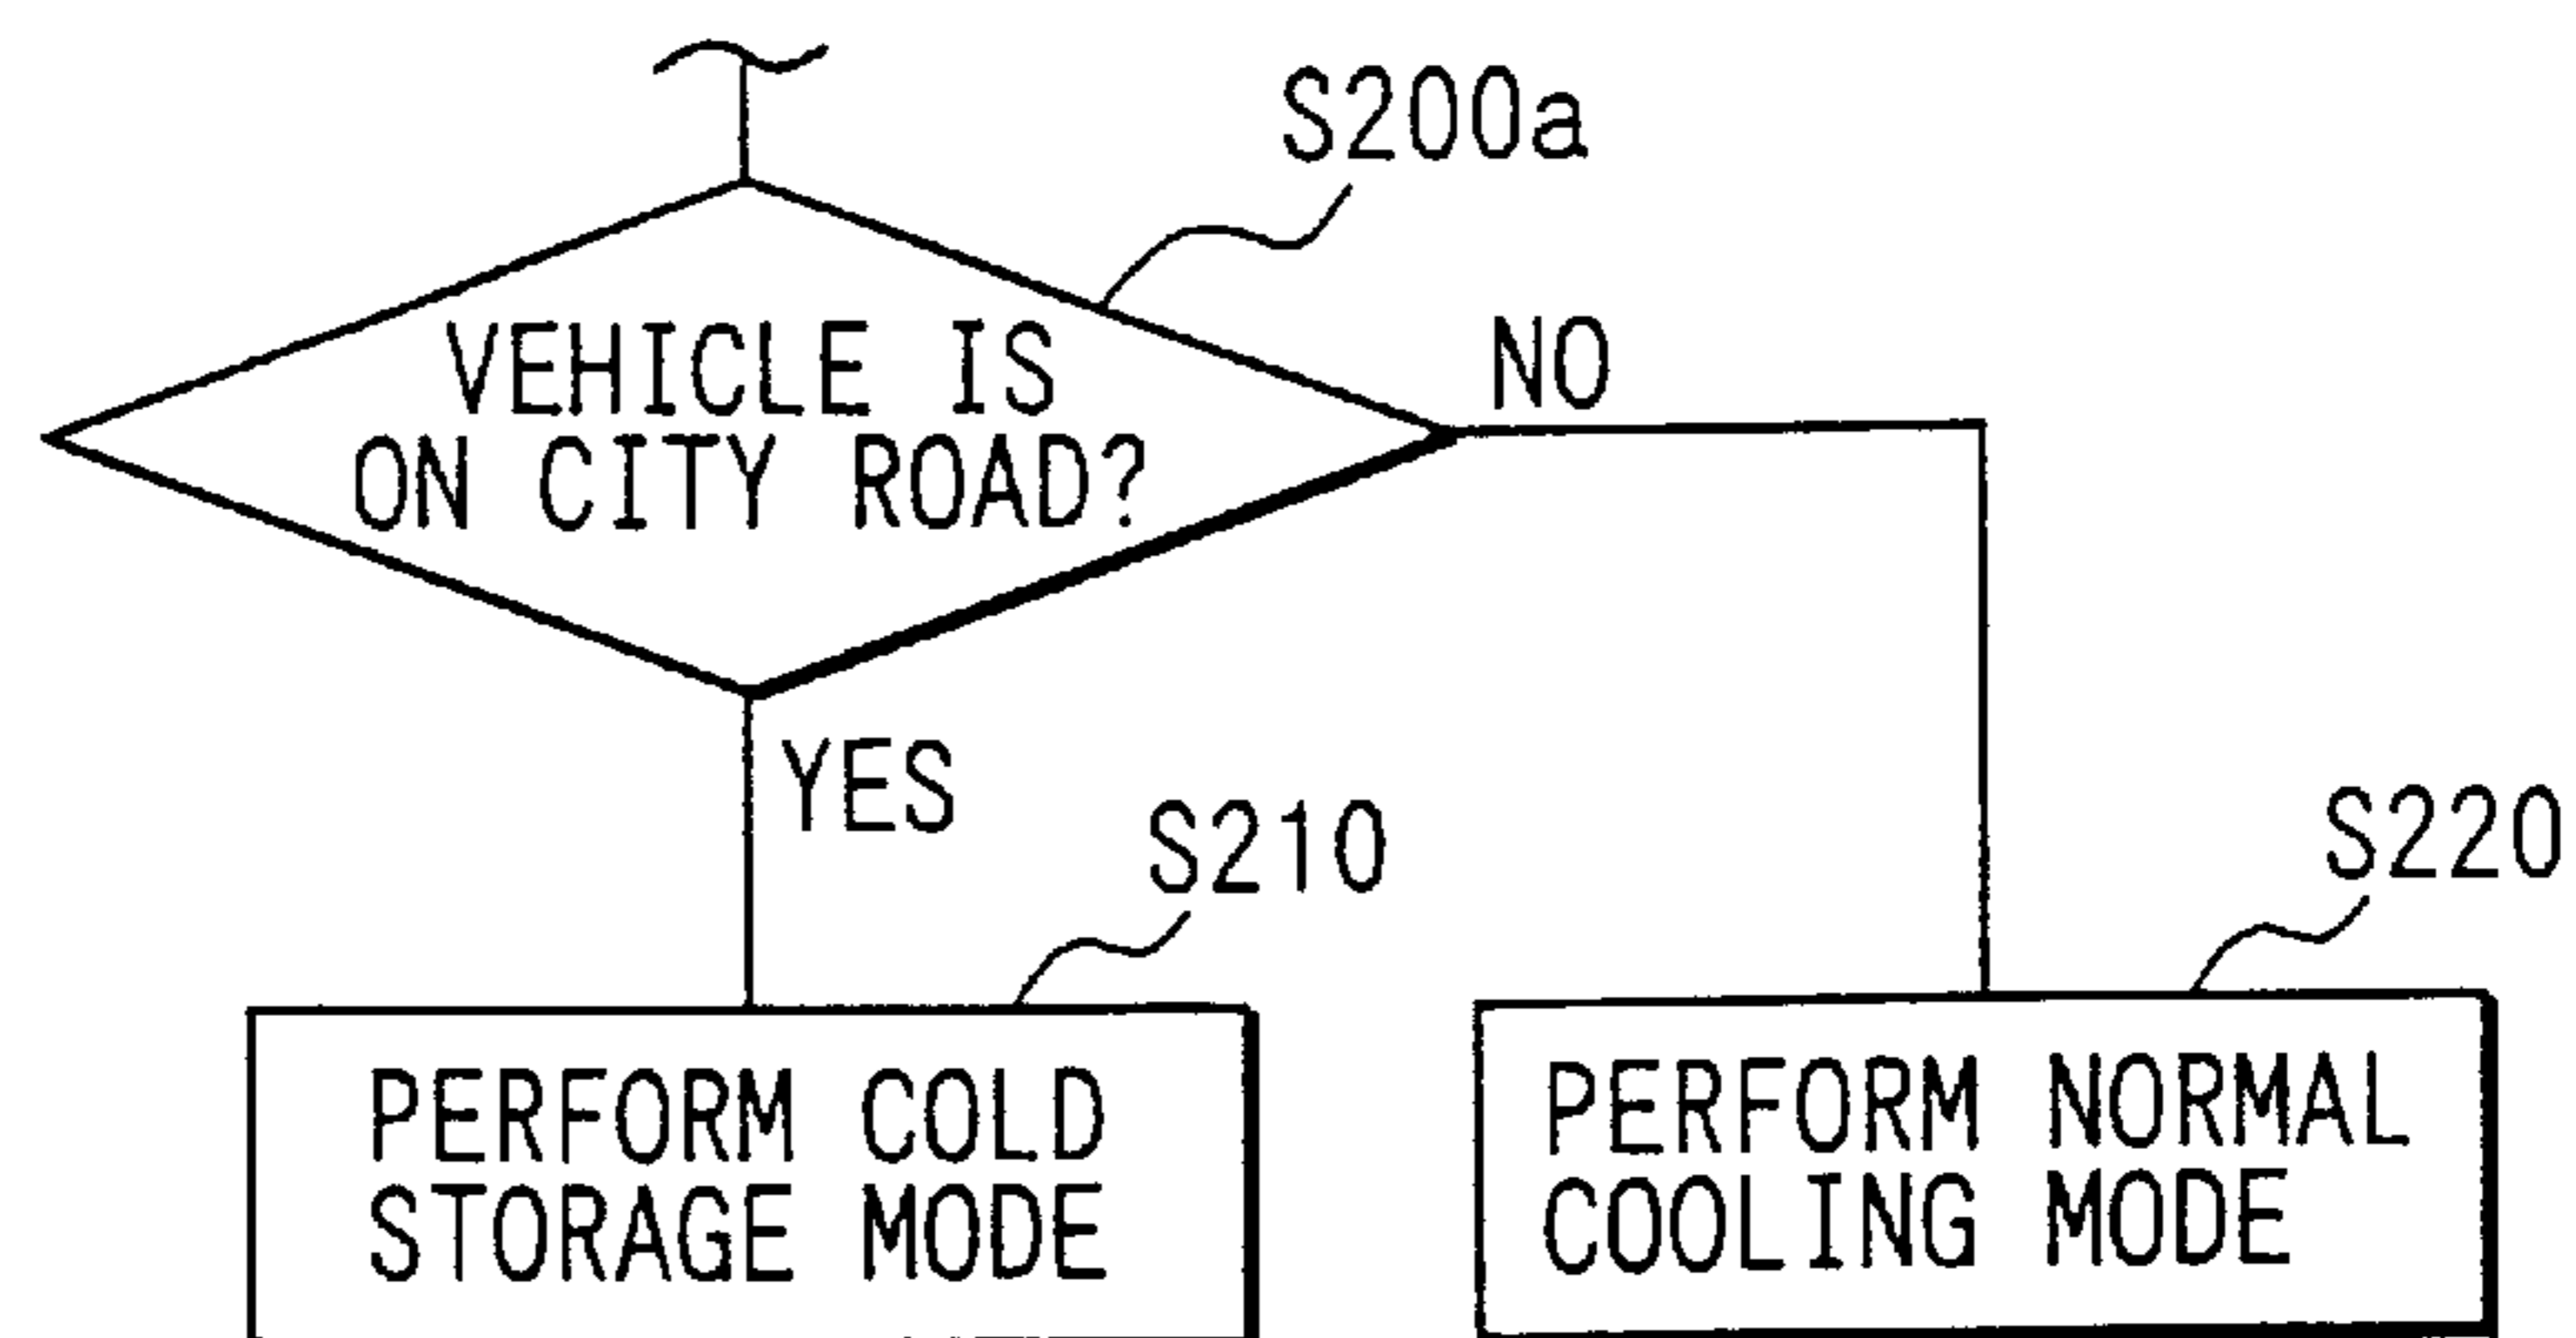 S200a
VEHICLE IS
ON CITY ROAD?
NO
YES
S210
S220
PERFORM COLD
STORAGE MODE
PERFORM NORMAL
COOLING MODE